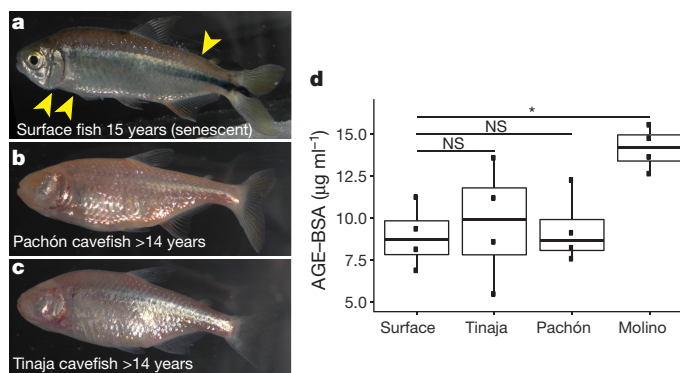 a
Surface fish 15 years (senescent)
b
Pachón cavefish >14 years
c
Tinaja cavefish >14 years
d
*
NS
NS
AGE–BSA (µg ml⁻¹)
15.0
12.5
10.0
7.5
5.0
Surface Tinaja Pachón Molino